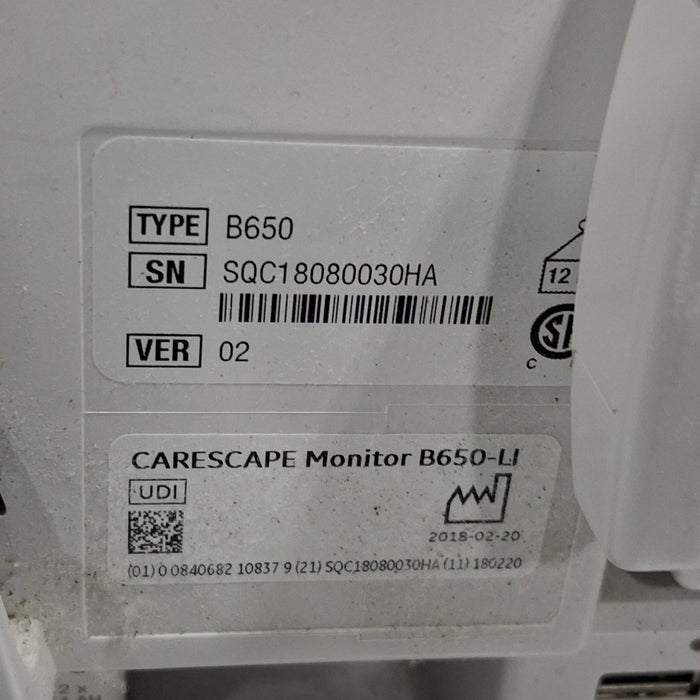 TYPE B650
SN SQC18080030HA
12
VER 02
C
CARESCAPE Monitor B650-LI
UDI
2018-02-20
(01) 0 0840682 10837 9 (21) SQC18080030HA (11) 180220